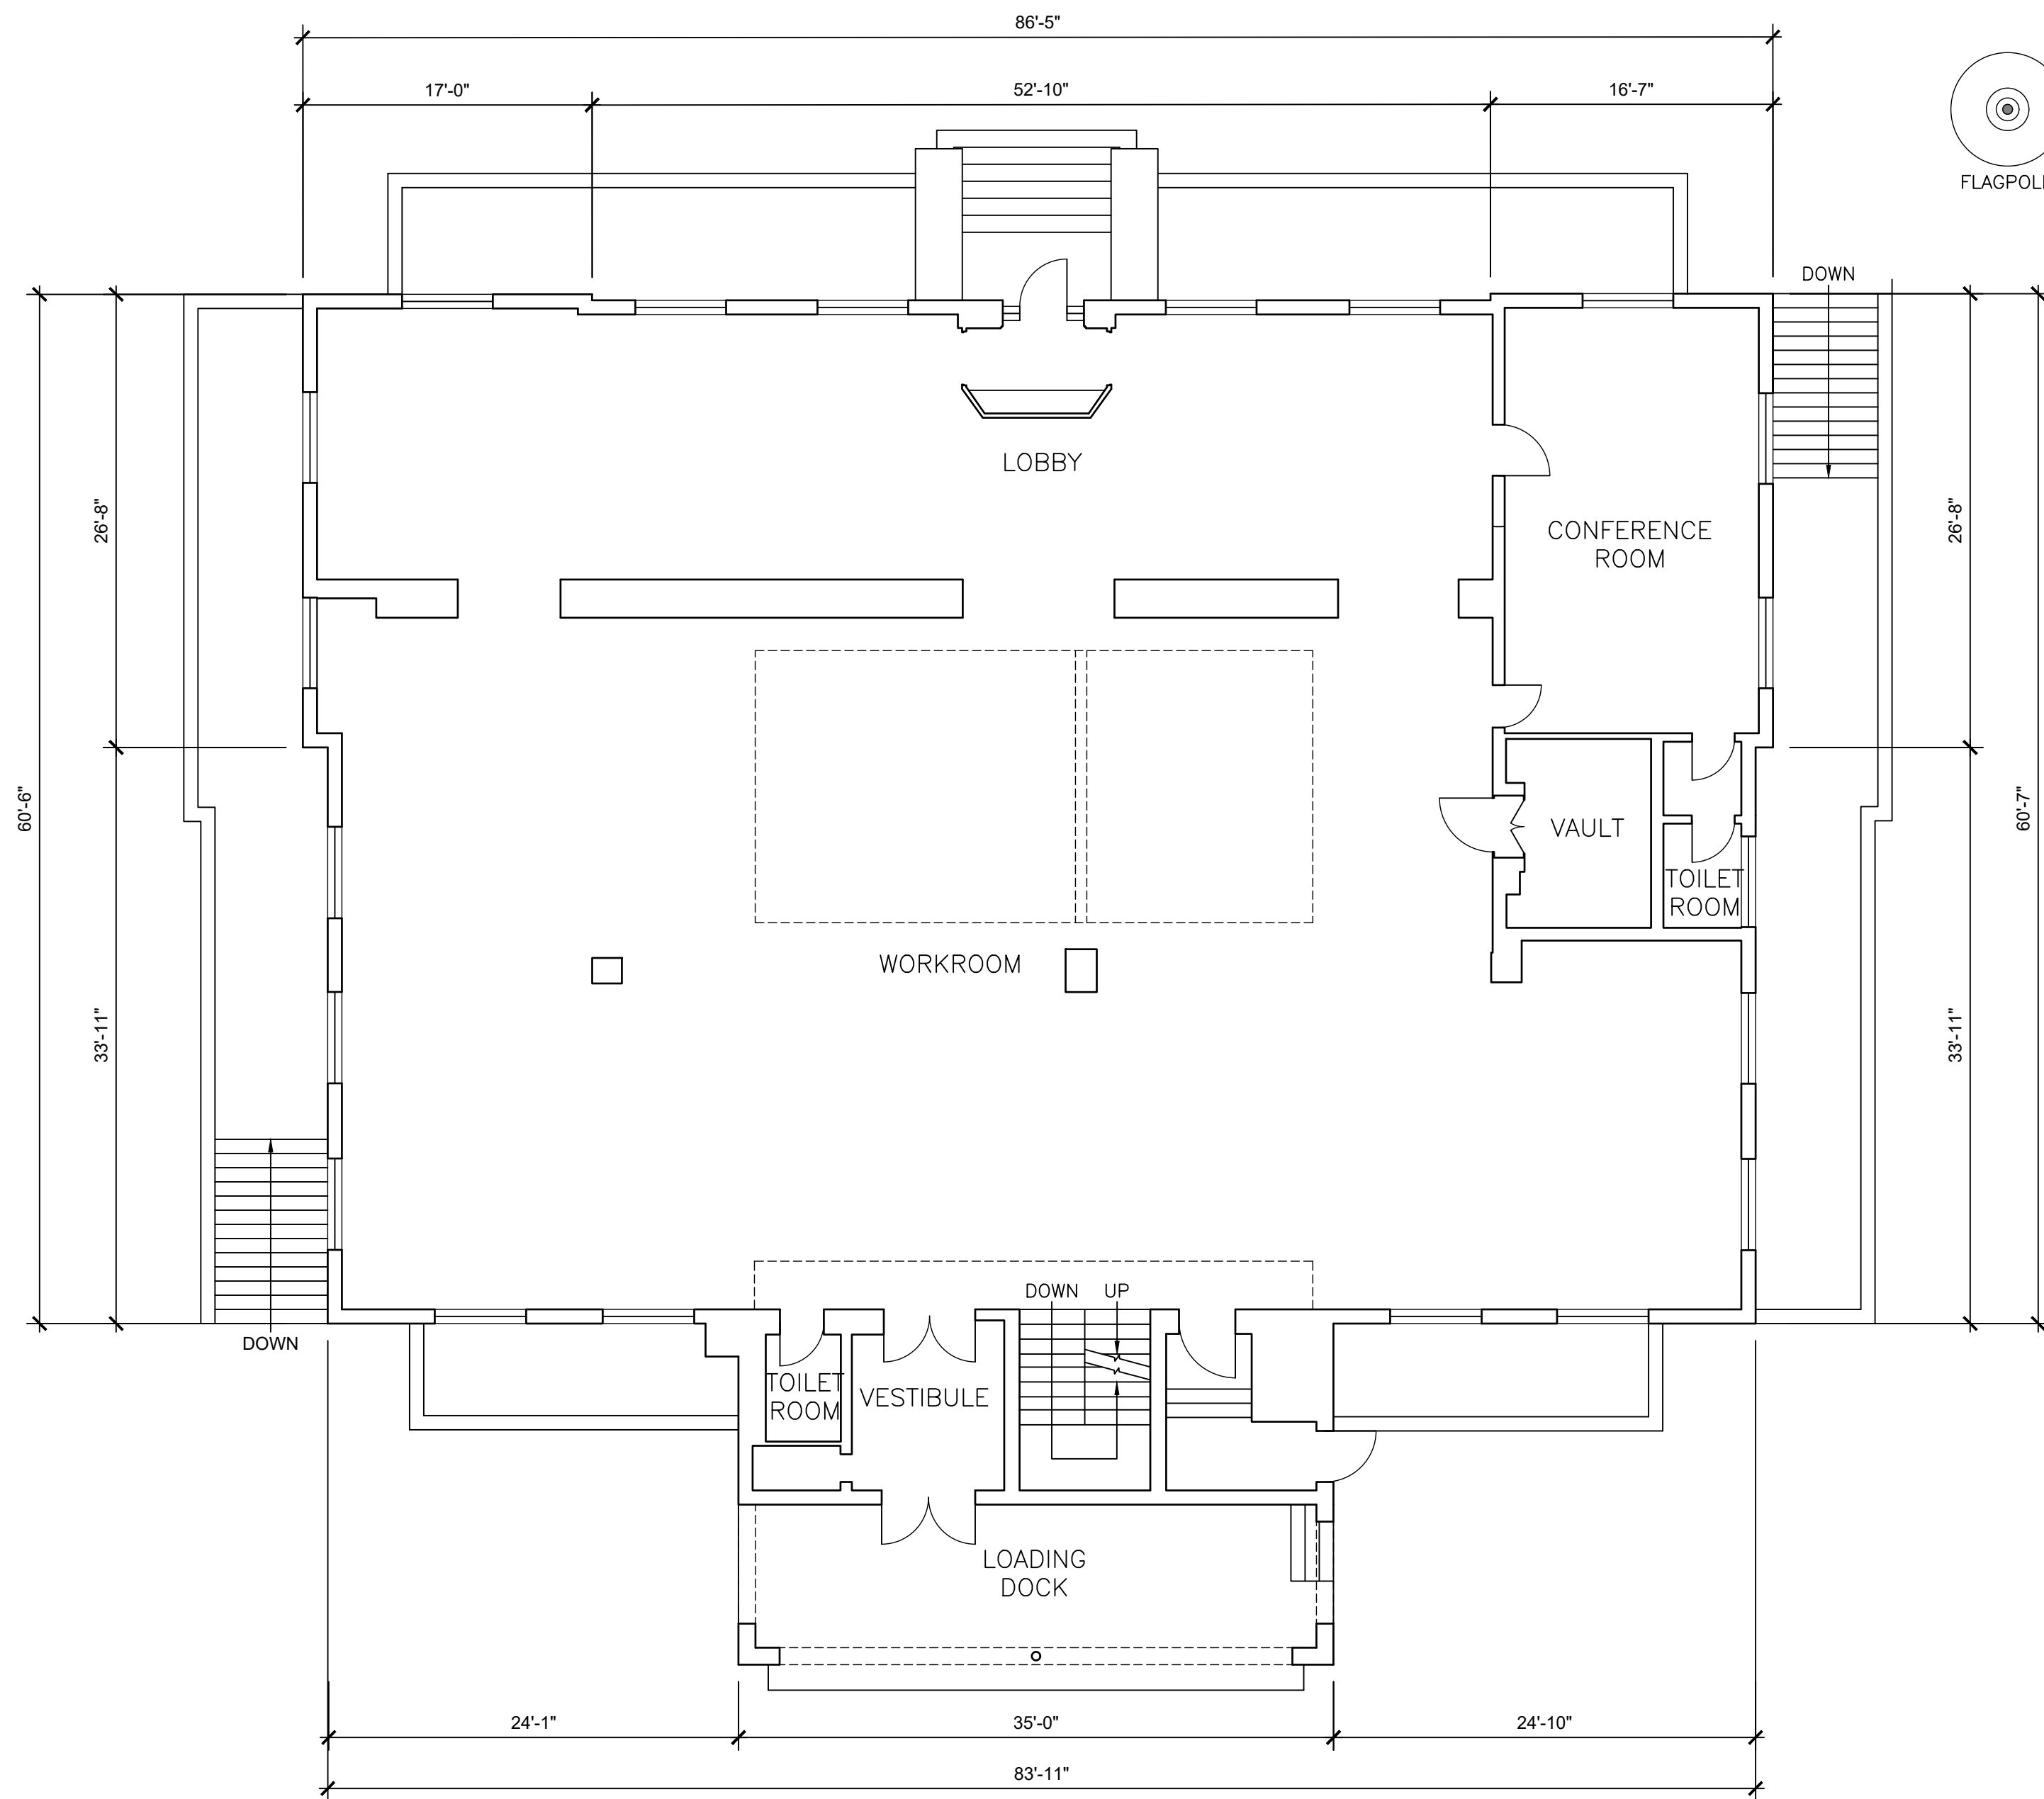 86'-5"
17'-0"
52'-10"
16'-7"
FLAGPOL
DOWN
LOBBY
26'-8"
26'-8"
CONFERENCE
ROOM
60'-6"
60'-7"
VAULT
TOILET
ROOM
WORKROOM
33'-11"
33'-11"
DOWN
UP
DOWN
TOILET
ROOM
VESTIBULE
LOADING
DOCK
24'-1"
35'-0"
24'-10"
83'-11"